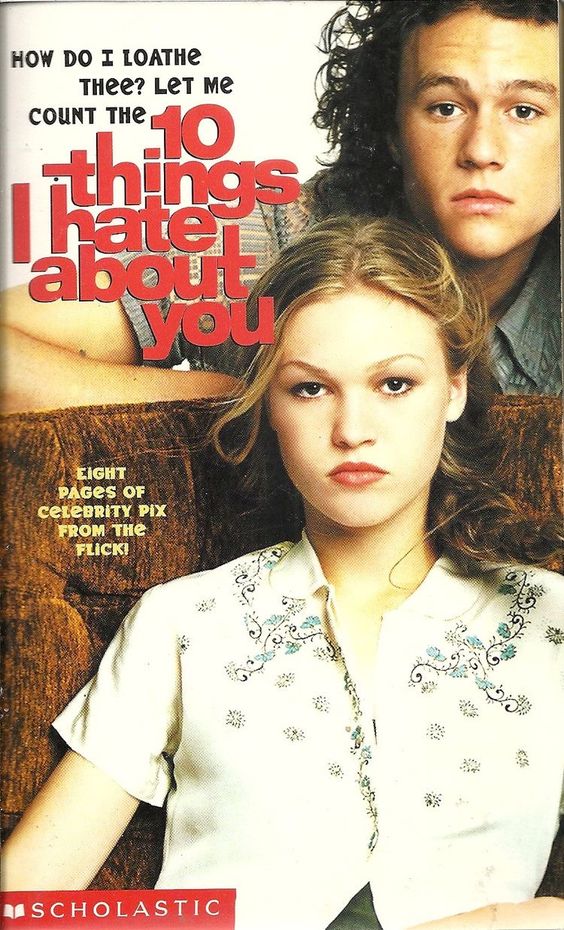 HOW DO I LOATHE
THEE? LET ME
COUNT THE
10
things
I hate
about
you
EIGHT
PAGES OF
CELEBRITY PIX
FROM THE
FLICK!
SCHOLASTIC